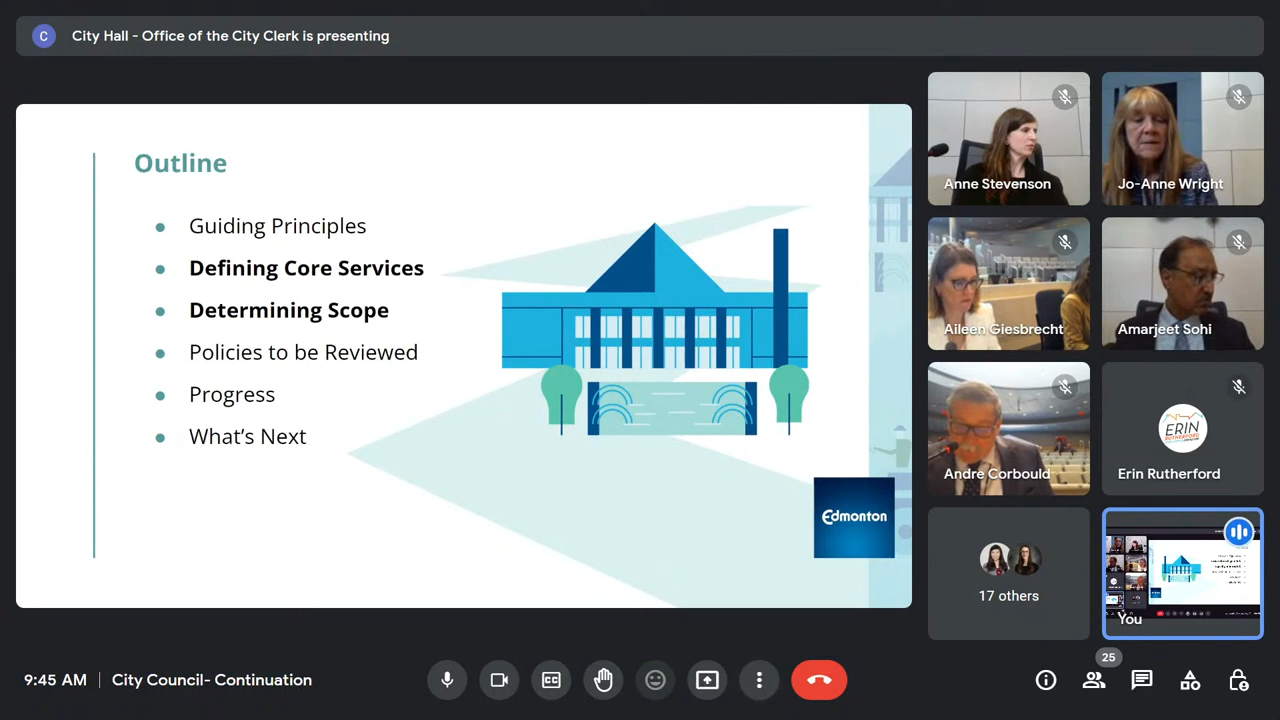 C
City Hall - Office of the City Clerk is presenting
Outline
Guiding Principles
Defining Core Services
Determining Scope
Policies to be Reviewed
Progress
What's Next
Edmonton
Anne Stevenson
Jo-Anne Wright
Aileen Giesbrecht
Amarjeet Sohi
Andre Corbould
ERIN
RUTHERFORD
Erin Rutherford
17 others
You
9:45 AM
City Council- Continuation
25